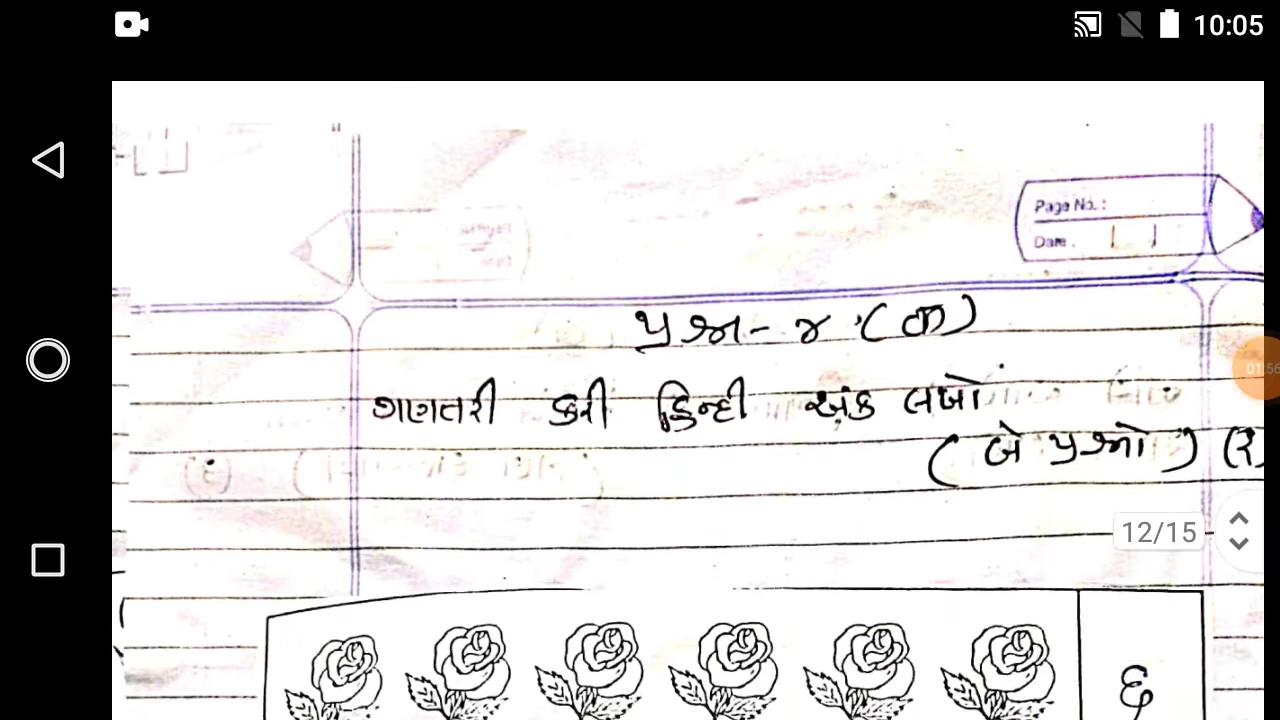 10:05
Page No. :
Date.
પ્રશ્ન - ૪ (क)
ગણતરી કરી હિન્દી અંક લખો
( બે પ્રશ્નો ) (૨)
12/15
६